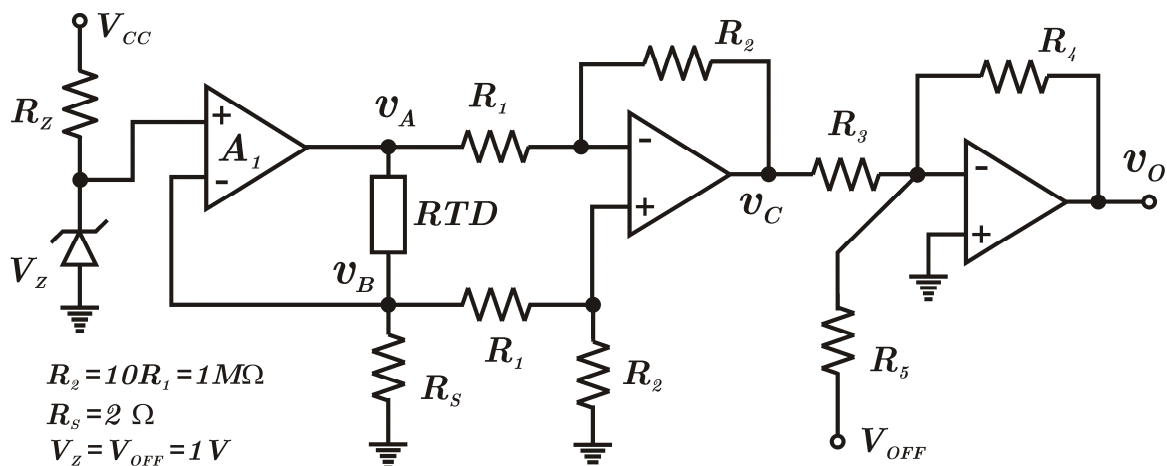 V_CC
R_Z
V_Z
+
-
A_1
v_A
RTD
v_B
R_S
R_1
R_1
R_2
R_2
-
+
v_C
R_3
R_4
-
+
v_O
R_5
V_OFF
R_2=10R_1=1MΩ
R_S=2 Ω
V_Z=V_OFF=1V